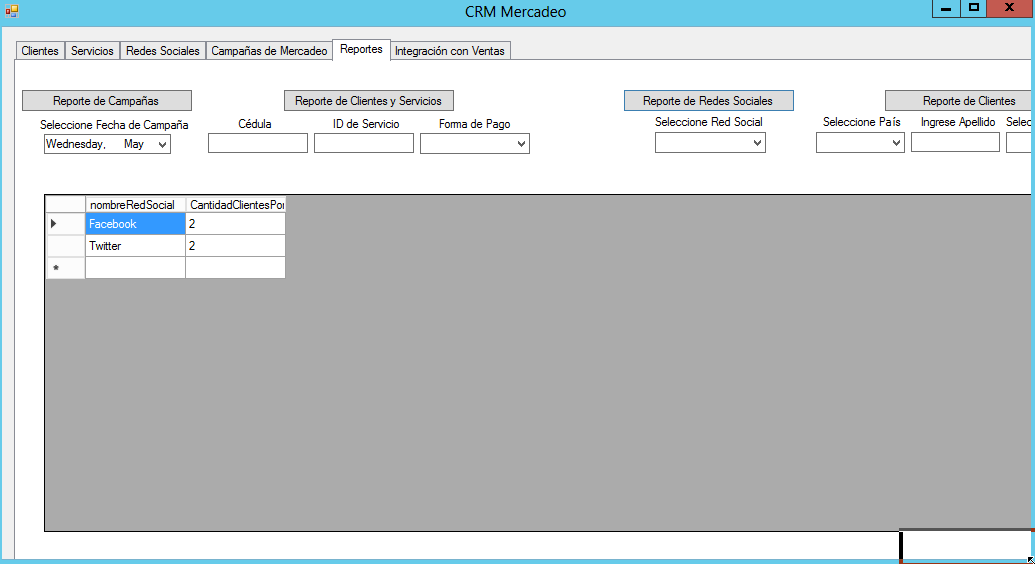 CRM Mercadeo
Clientes Servicios Redes Sociales Campañas de Mercadeo Reportes Integración con Ventas
Reporte de Campañas Reporte de Clientes y Servicios Reporte de Redes Sociales Reporte de Clientes
Seleccione Fecha de Campaña Cédula ID de Servicio Forma de Pago Seleccione Red Social Seleccione País Ingrese Apellido Selec
Wednesday, May
nombreRedSocial CantidadClientesPor
Facebook 2
Twitter 2